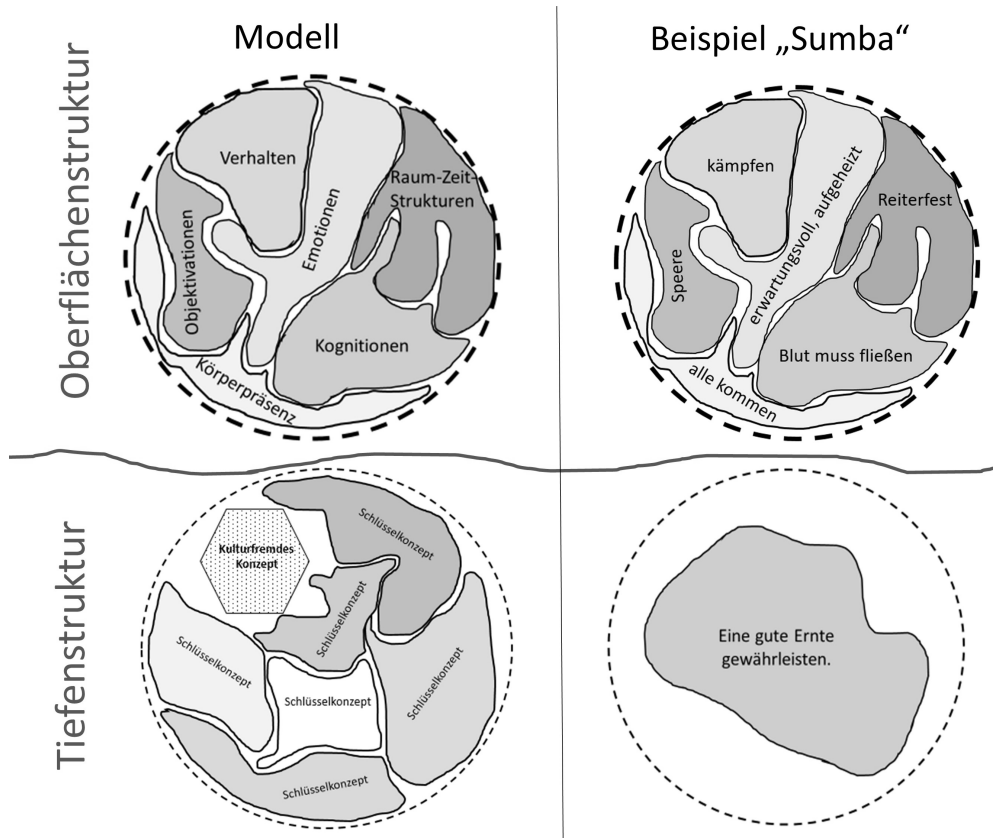 Modell
Beispiel „Sumba“
Oberflächenstruktur
Verhalten
Emotionen
Raum-Zeit-
Strukturen
Objektivationen
Kognitionen
Körperpräsenz
kämpfen
erwartungsvoll, aufgeheizt
Reiterfest
Speere
Blut muss fließen
alle kommen
Tiefenstruktur
Schlüsselkonzept
Kulturfremdes
Konzept
Schlüsselkonzept
Schlüsselkonzept
Schlüsselkonzept
Schlüsselkonzept
Schlüsselkonzept
Eine gute Ernte
gewährleisten.